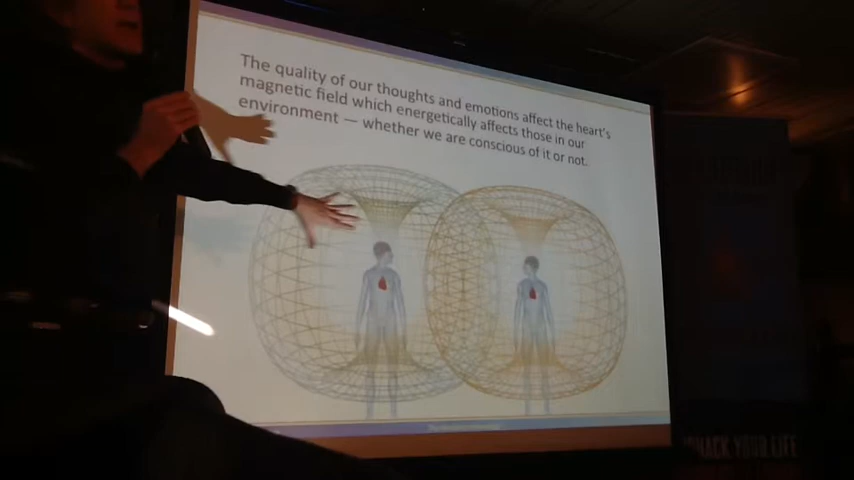 The quality of our thoughts and emotions affect the heart's
magnetic field which energetically affects those in our
environment — whether we are conscious of it or not.
HACK YOUR LIFE